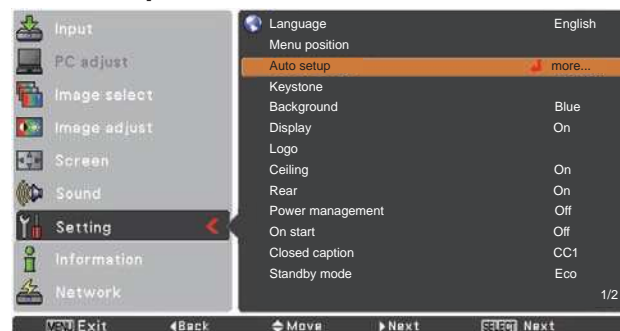 Input
PC adjust
Image select
Image adjust
Screen
Sound
Setting
Information
Network
Language English
Menu position
Auto setup more...
Keystone
Background Blue
Display On
Logo
Ceiling On
Rear On
Power management Off
On start Off
Closed caption CC1
Standby mode Eco
1/2
MENU Exit Back Move Next SELECT Next